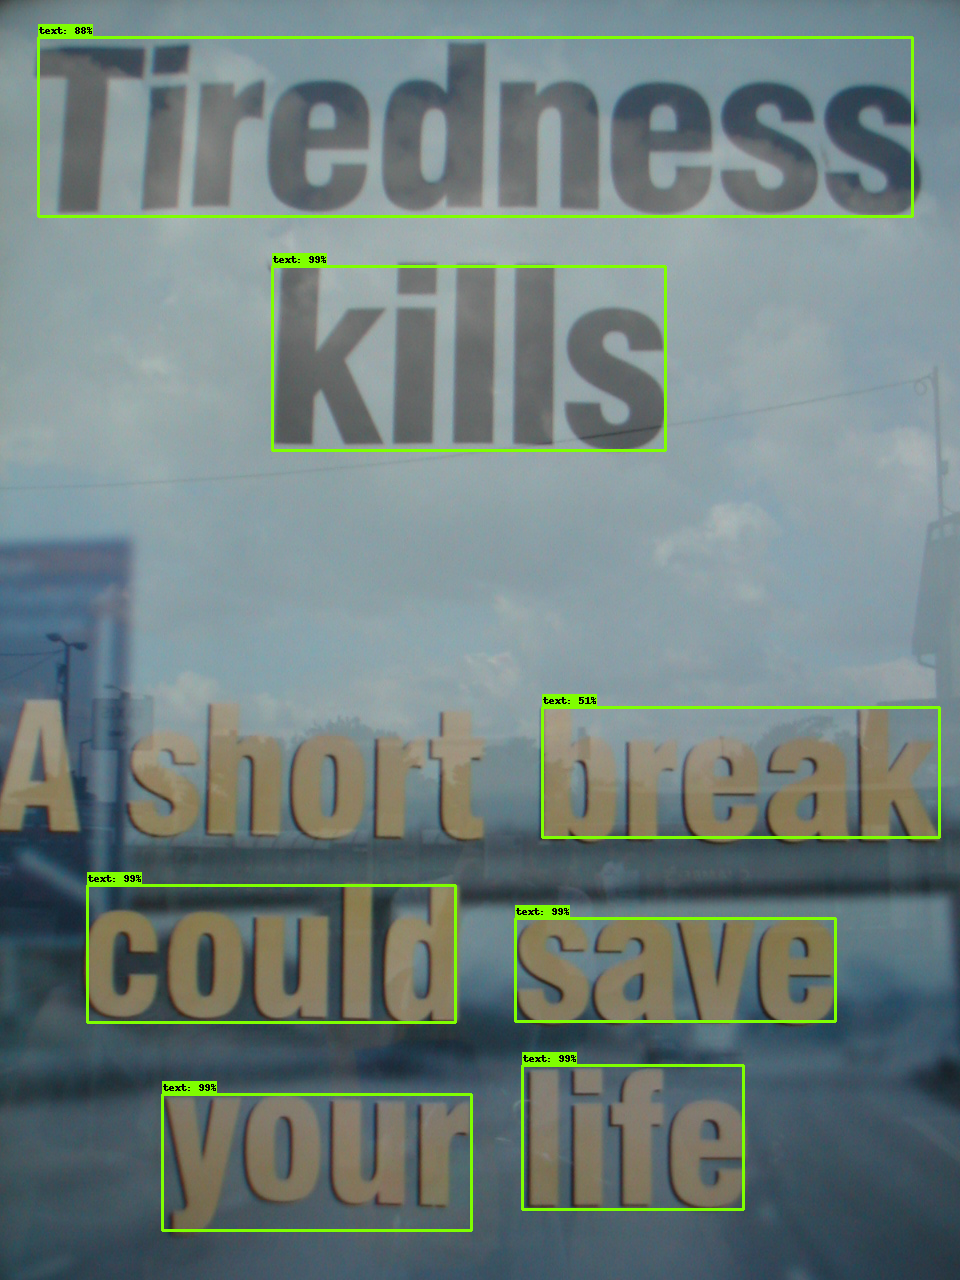 text: 88%
Tiredness
text: 99%
kills
text: 51%
A short break
text: 99% text: 99%
could save
text: 99% text: 99%
your life